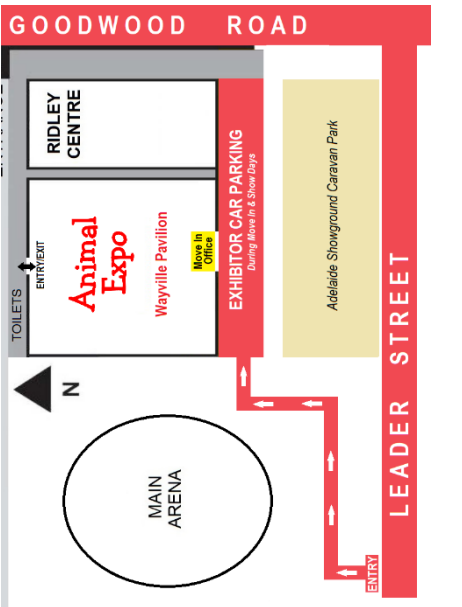 GOODWOOD ROAD
RIDLEY
CENTRE
EXHIBITOR CAR PARKING
During Move In & Show Days
Adelaide Showground Caravan Park
TOILETS
ENTRY/EXIT
Animal
Expo
Wayville Pavilion
Move In
Office
LEADER STREET
N
MAIN
ARENA
ENTRY